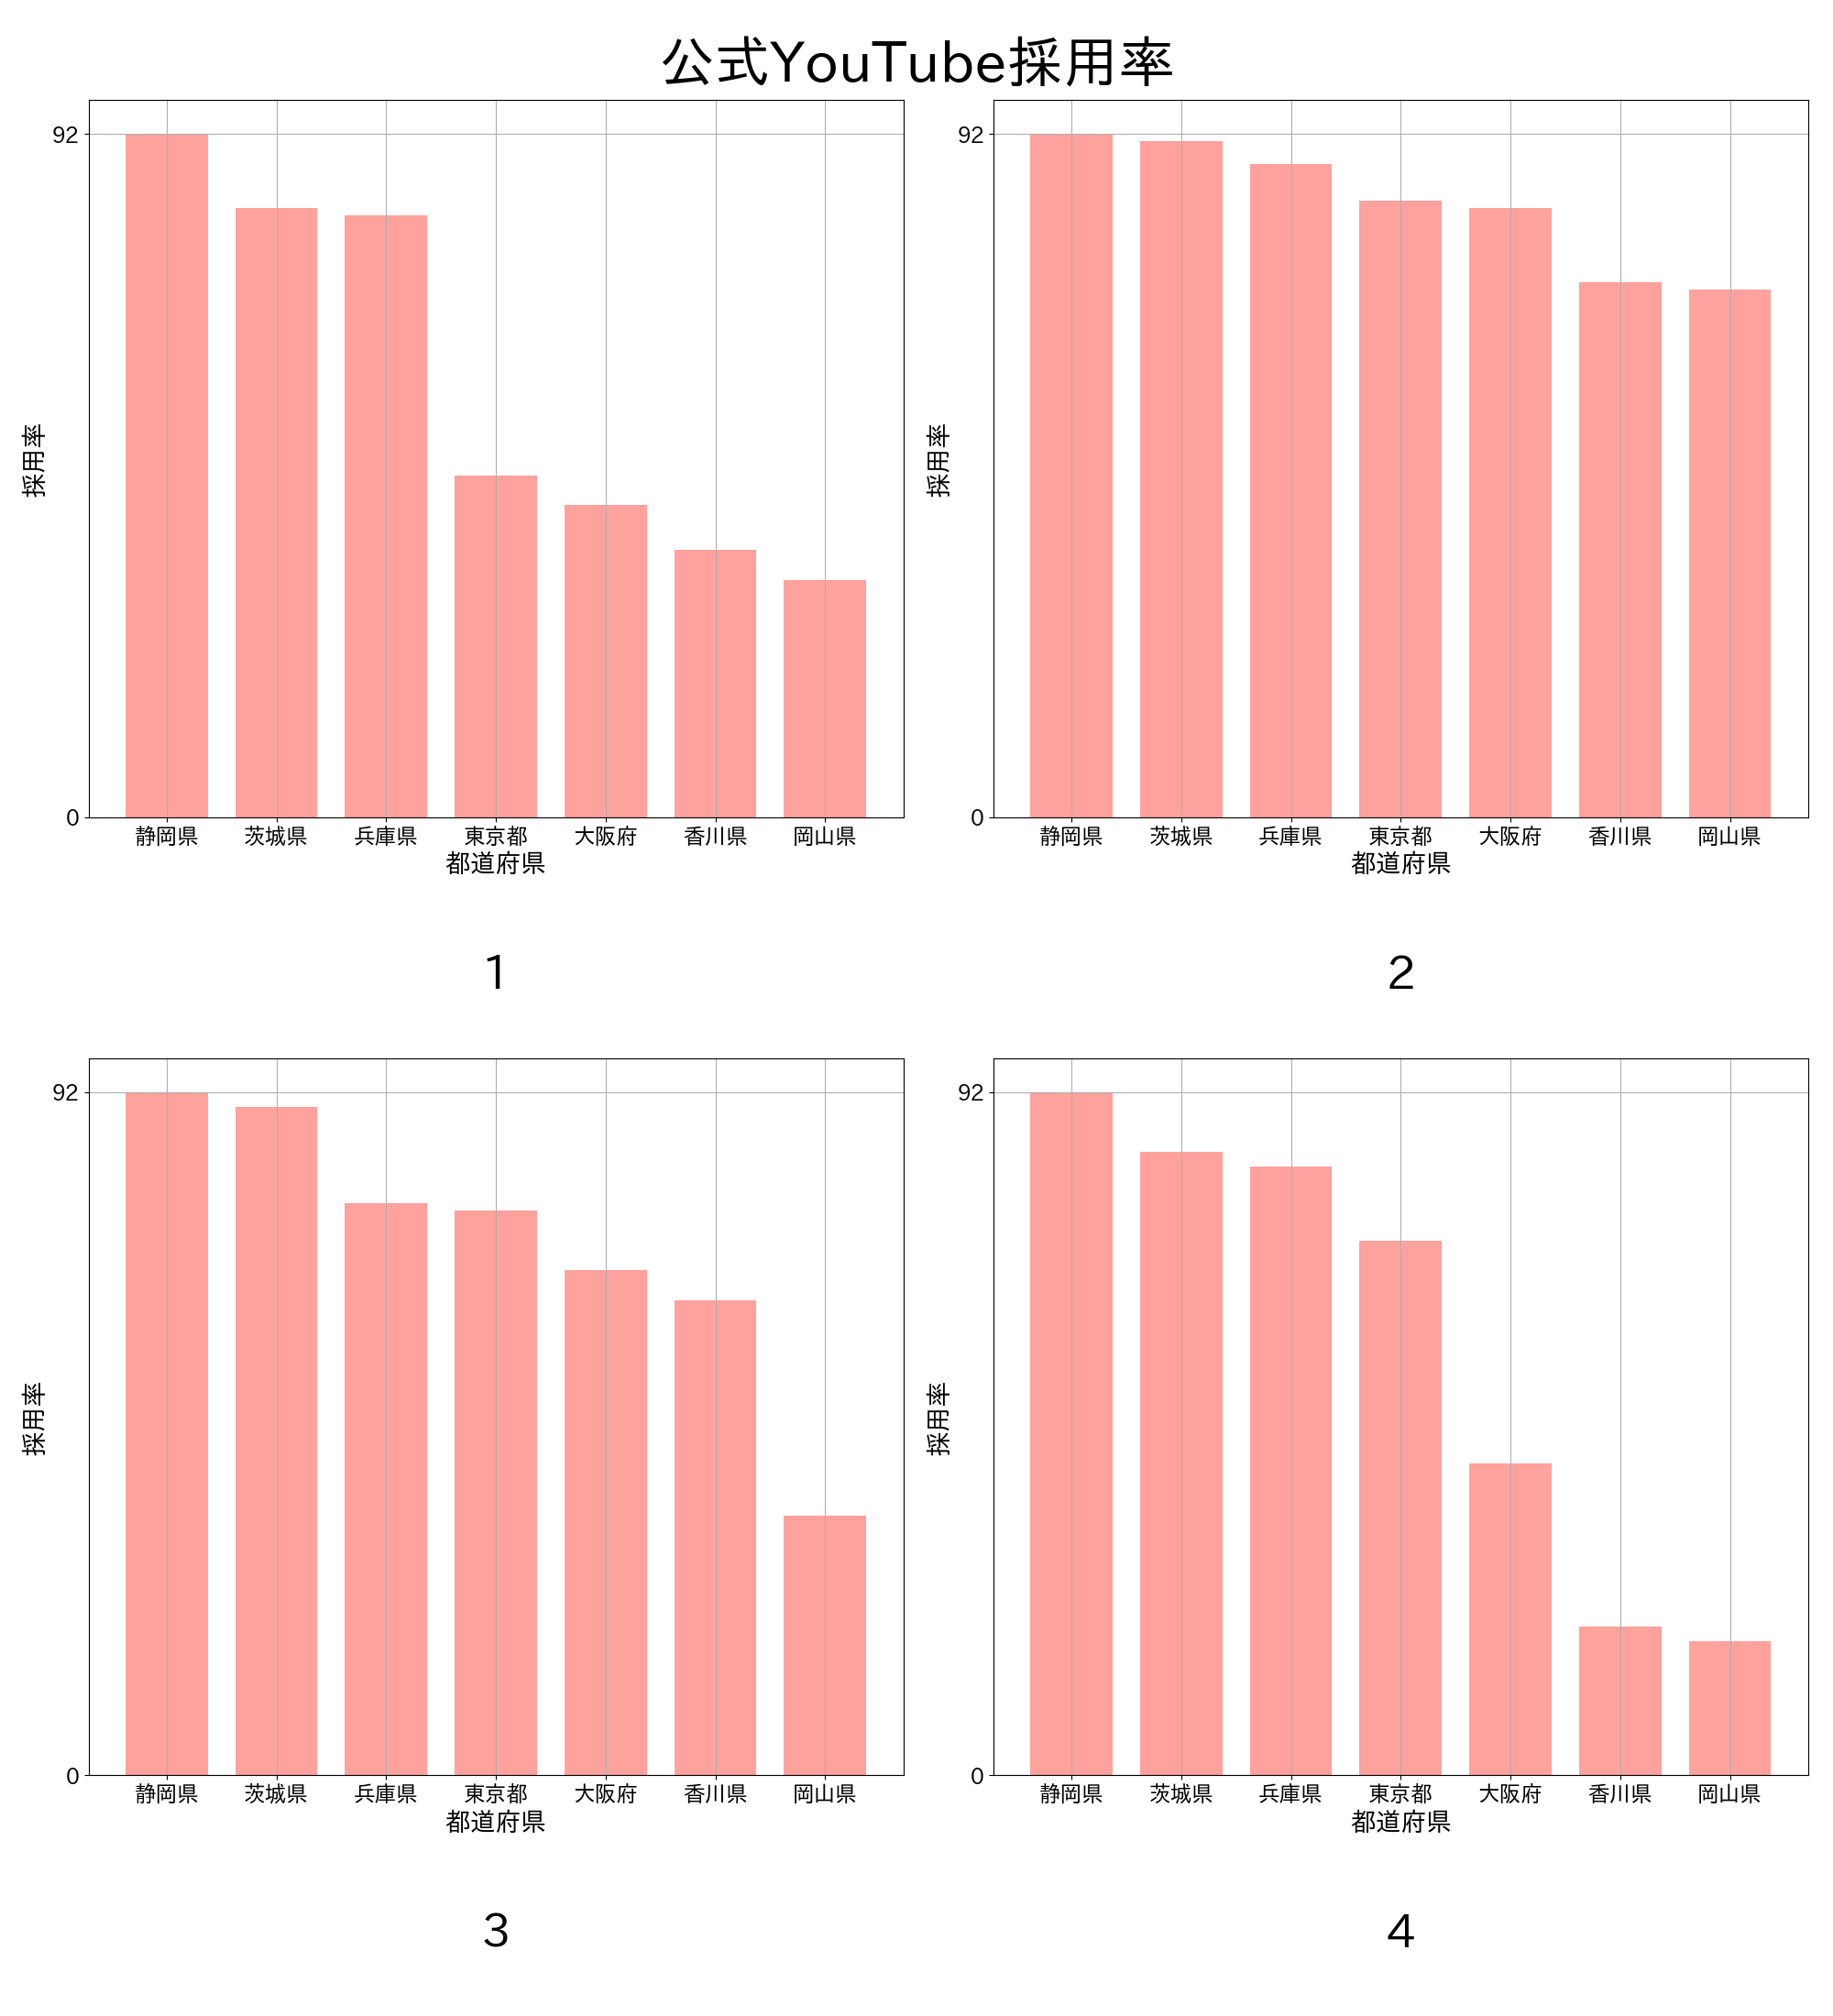 公式YouTube採用率
92
0
採用率
静岡県 茨城県 兵庫県 東京都 大阪府 香川県 岡山県
都道府県
1
92
0
採用率
静岡県 茨城県 兵庫県 東京都 大阪府 香川県 岡山県
都道府県
2
92
0
採用率
静岡県 茨城県 兵庫県 東京都 大阪府 香川県 岡山県
都道府県
3
92
0
採用率
静岡県 茨城県 兵庫県 東京都 大阪府 香川県 岡山県
都道府県
4